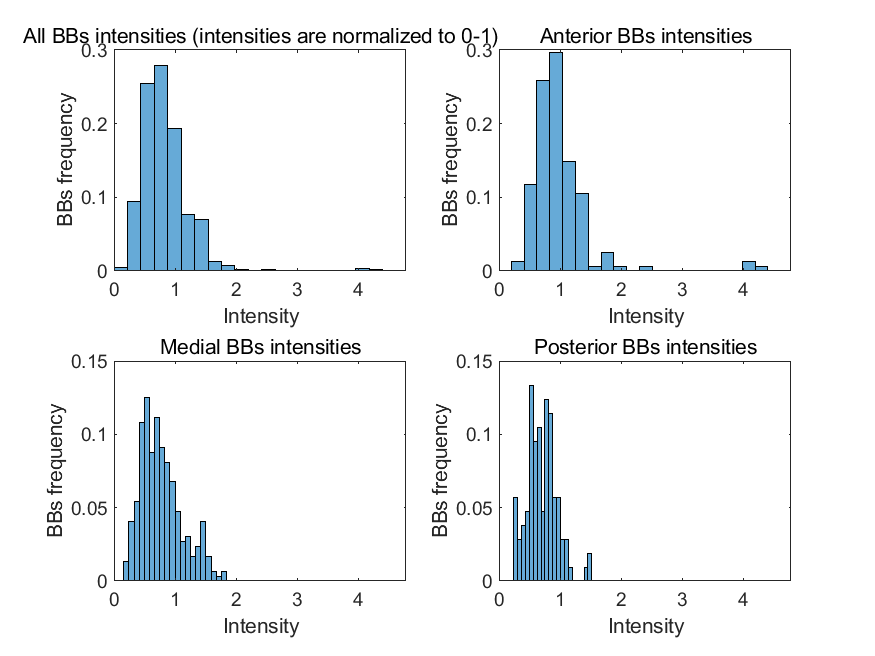 All BBs intensities (intensities are normalized to 0-1)
0.3
0.2
0.1
0
BBs frequency
0 1 2 3 4
Intensity
Anterior BBs intensities
0.3
0.2
0.1
0
BBs frequency
0 1 2 3 4
Intensity
Medial BBs intensities
0.15
0.1
0.05
0
BBs frequency
0 1 2 3 4
Intensity
Posterior BBs intensities
0.15
0.1
0.05
0
BBs frequency
0 1 2 3 4
Intensity